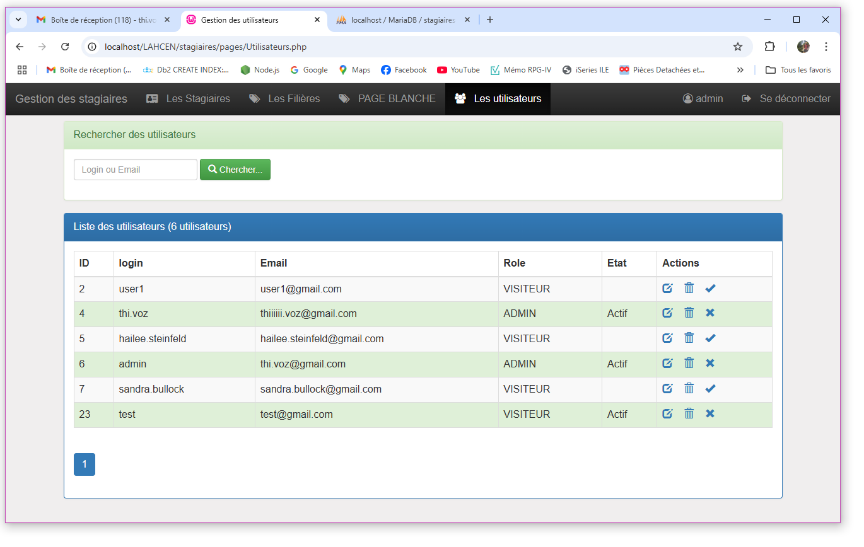 Boîte de réception (118) - thi.vo
Gestion des utilisateurs
localhost / MariaDB / stagiaires
localhost/LAHCEN/stagiaires/pages/Utilisateurs.php
Boîte de réception (...
Db2 CREATE INDEX:...
Node.js
Google
Maps
Facebook
YouTube
Mémo RPG-IV
iSeries ILE
Pièces Detachées et...
Tous les favoris
Gestion des stagiaires
Les Stagiaires
Les Filières
PAGE BLANCHE
Les utilisateurs
admin
Se déconnecter
Rechercher des utilisateurs
Login ou Email
Chercher...
Liste des utilisateurs (6 utilisateurs)
ID login Email Role Etat Actions
2 user1 user1@gmail.com VISITEUR
4 thi.voz thiiiiii.voz@gmail.com ADMIN Actif
5 hailee.steinfeld hailee.steinfeld@gmail.com VISITEUR
6 admin thi.voz@gmail.com ADMIN Actif
7 sandra.bullock sandra.bullock@gmail.com VISITEUR
23 test test@gmail.com VISITEUR Actif
1